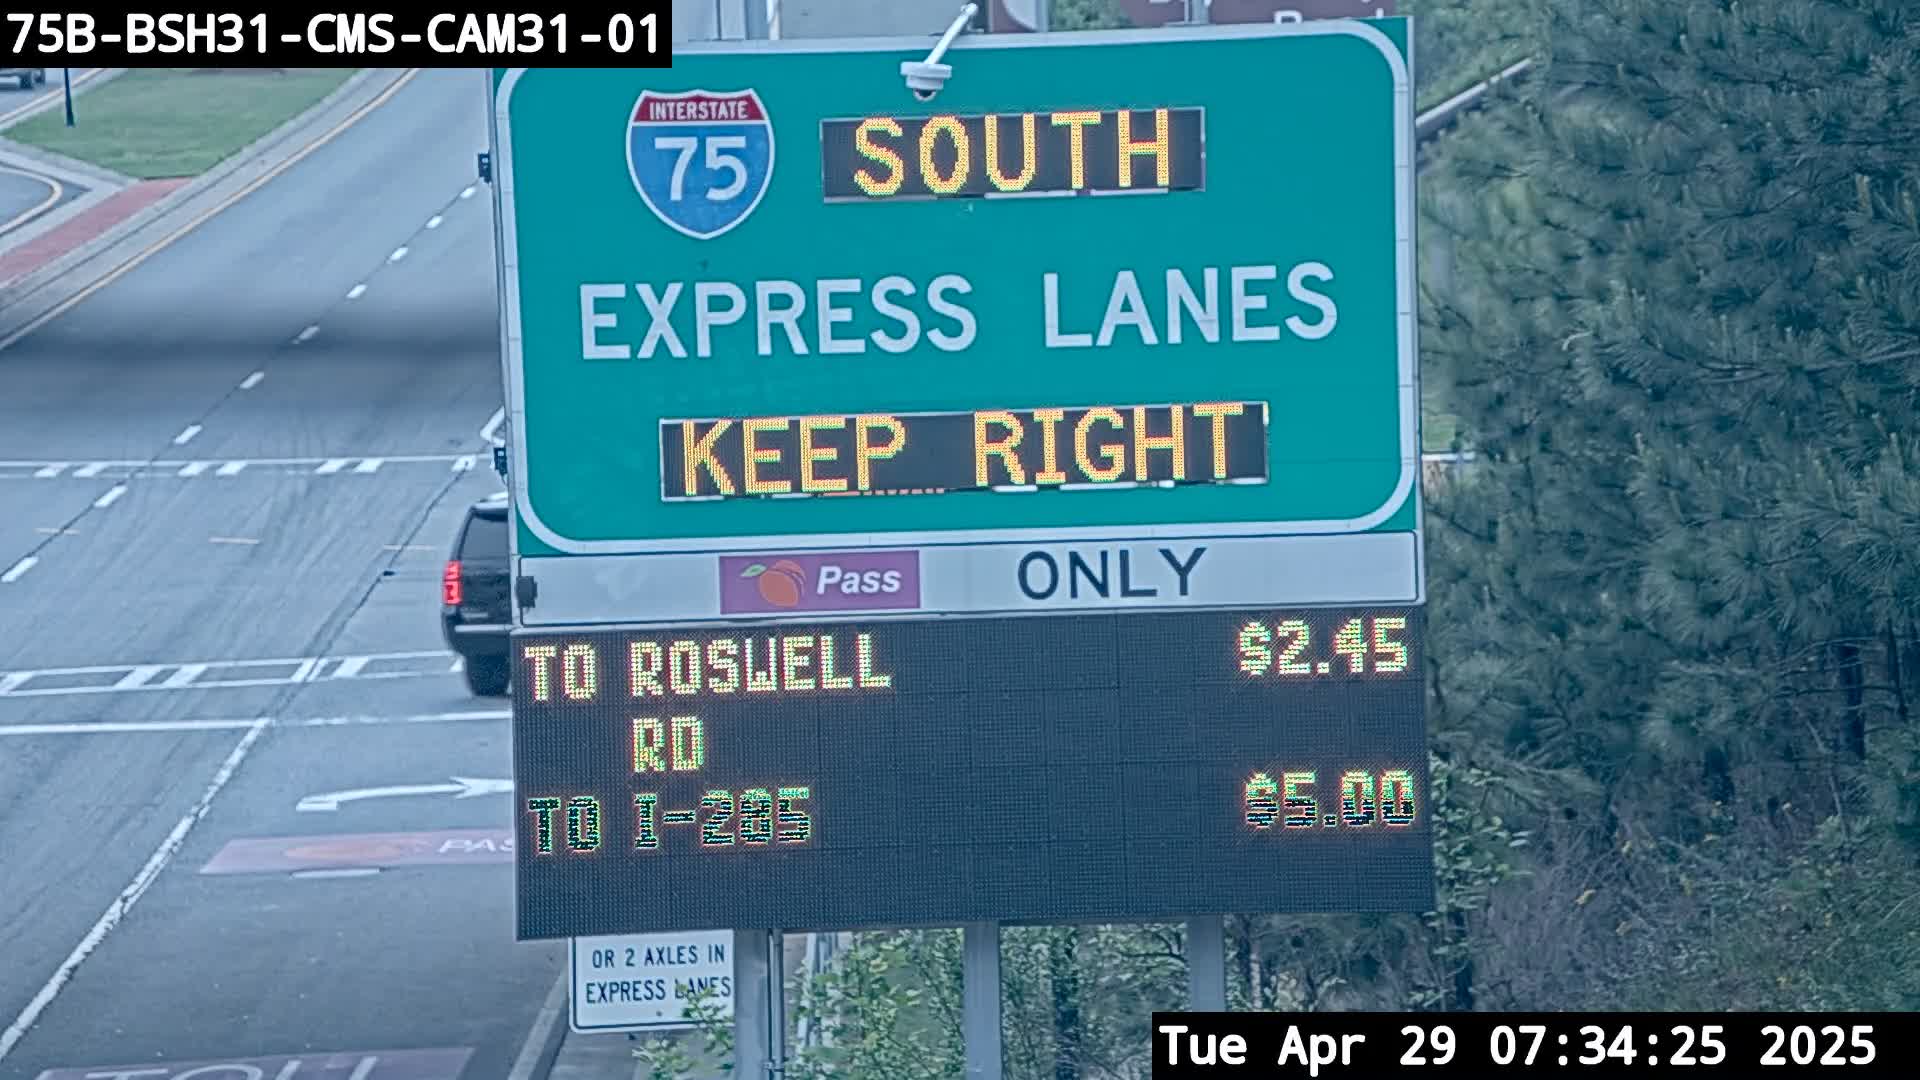 75B-BSH31-CMS-CAM31-01
INTERSTATE
75
SOUTH
EXPRESS LANES
KEEP RIGHT
Pass ONLY
TO ROSWELL $2.45
RD
TO I-285 $5.00
OR 2 AXLES IN
EXPRESS LANES
TOLL
Tue Apr 29 07:34:25 2025